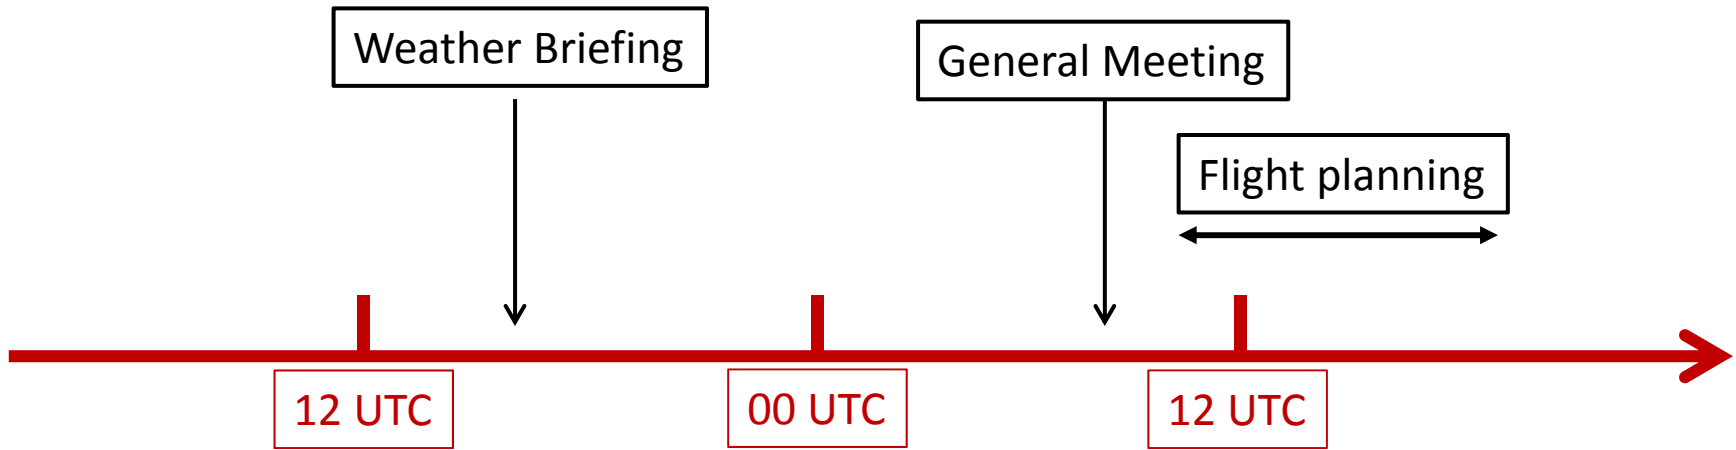 Weather Briefing
General Meeting
Flight planning
12 UTC
00 UTC
12 UTC